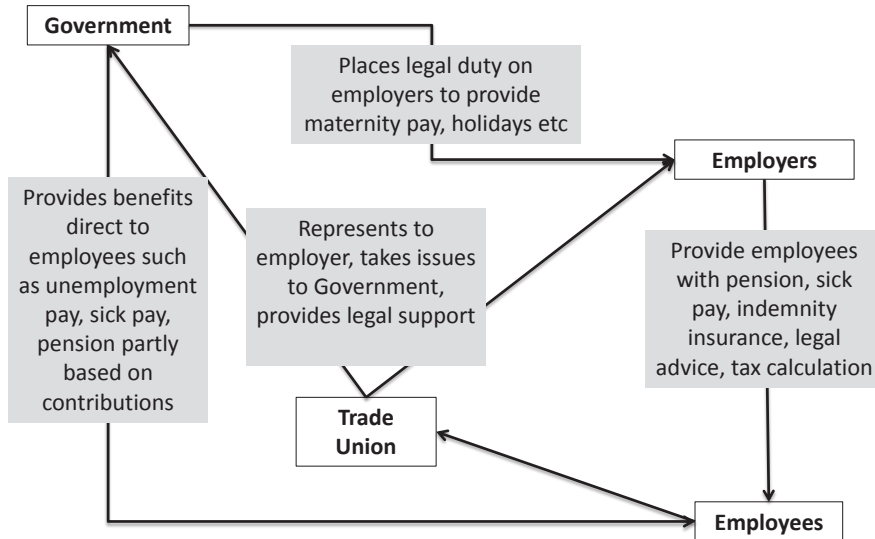 Government
Places legal duty on
employers to provide
maternity pay, holidays etc
Employers
Provides benefits
direct to
employees such
as unemployment
pay, sick pay,
pension partly
based on
contributions
Represents to
employer, takes issues
to Government,
provides legal support
Provide employees
with pension, sick
pay, indemnity
insurance, legal
advice, tax calculation
Trade
Union
Employees